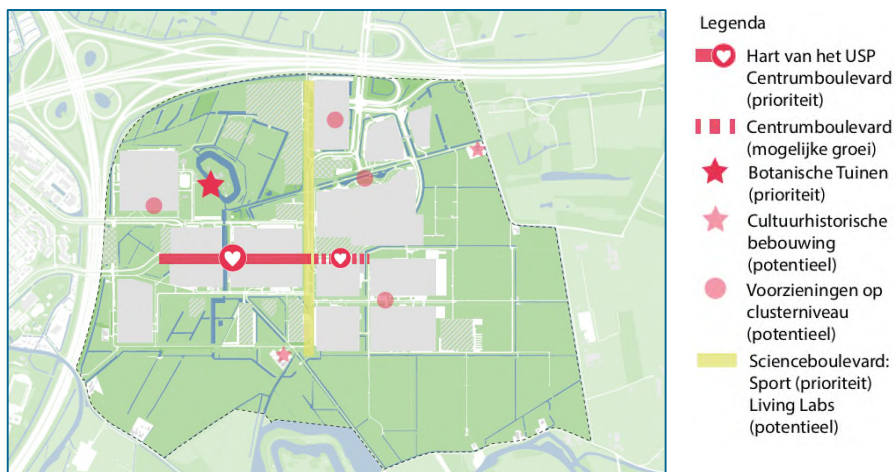 Legenda
Hart van het USP
Centrumboulevard
(prioriteit)
Centrumboulevard
(mogelijke groei)
Botanische Tuinen
(prioriteit)
Cultuurhistorische
bebouwing
(potentieel)
Voorzieningen op
clusterniveau
(potentieel)
Scienceboulevard:
Sport (prioriteit)
Living Labs
(potentieel)